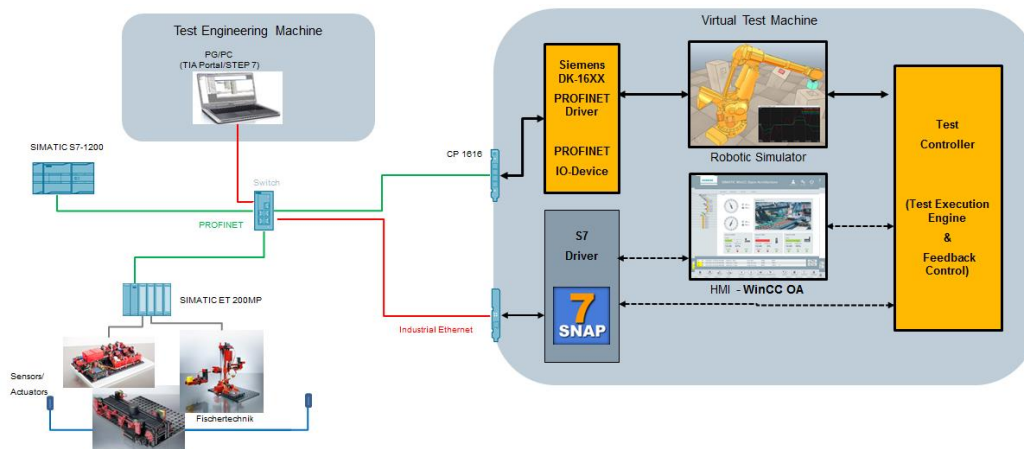 Test Engineering Machine
PG/PC
(TIA Portal/STEP 7)
SIMATIC S7-1200
Switch
PROFINET
SIMATIC ET 200MP
Sensors/
Actuators
Fischertechnik
CP 1616
Industrial Ethernet
Virtual Test Machine
Siemens
DK-16XX
PROFINET
Driver
PROFINET
IO-Device
Robotic Simulator
S7
Driver
7
SNAP
HMI - WinCC OA
Test
Controller
(Test Execution
Engine
&
Feedback
Control)